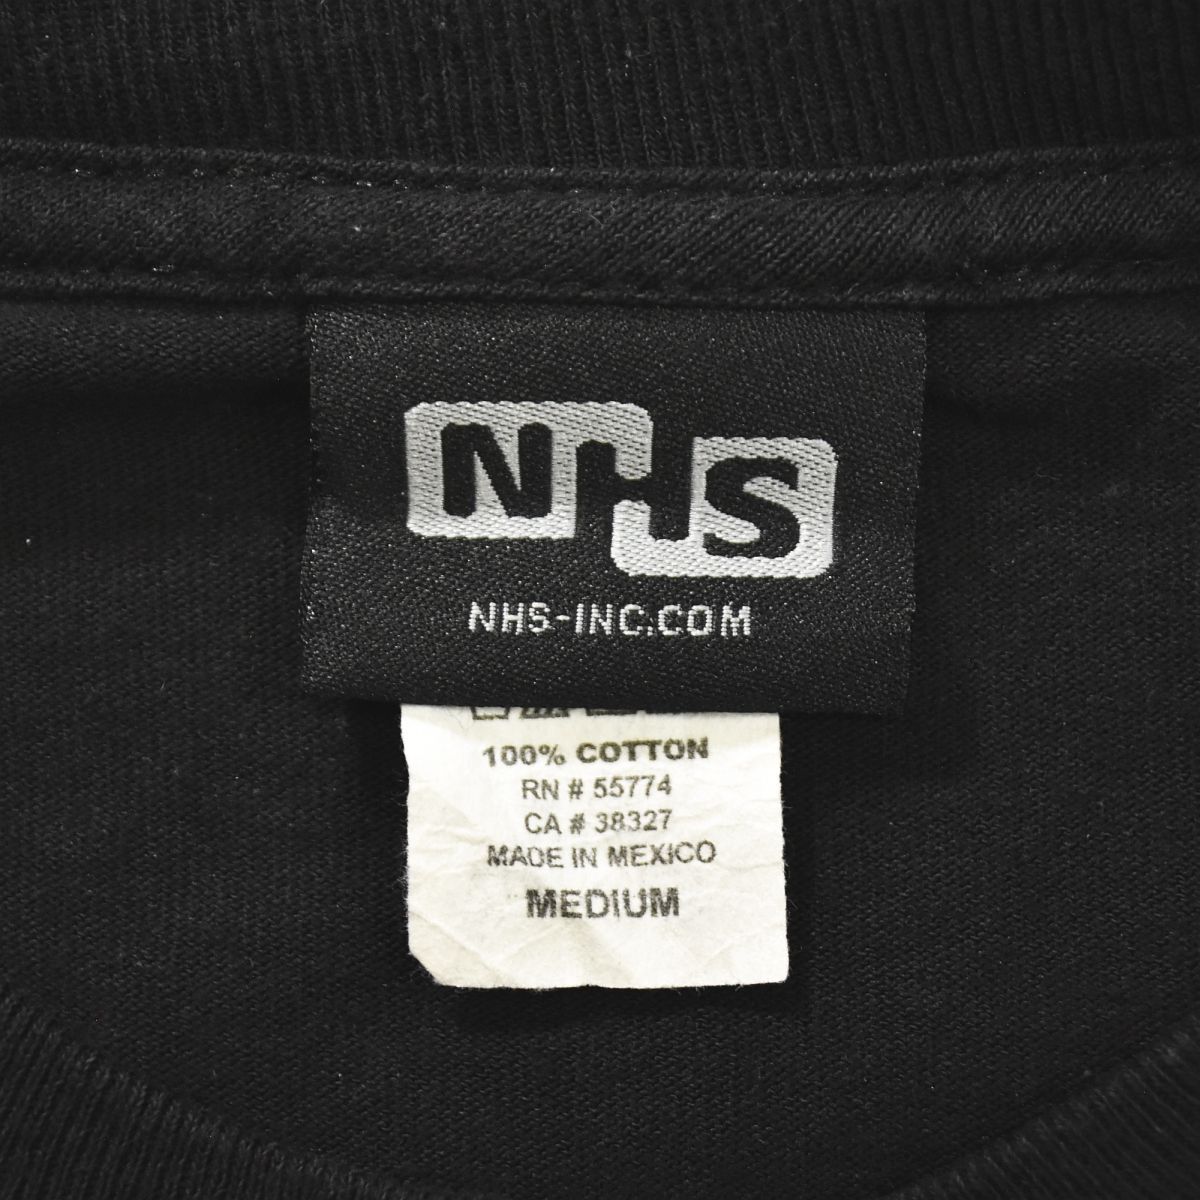 NHS
NHS-INC.COM
100% COTTON
RN # 55774
CA # 38327
MADE IN MEXICO
MEDIUM